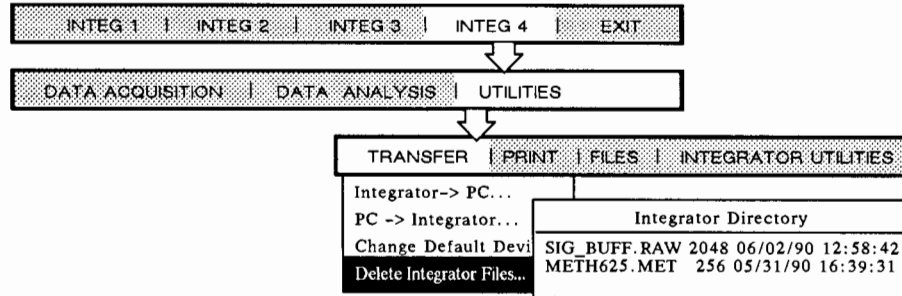 INTEG 1 | INTEG 2 | INTEG 3 | INTEG 4 | EXIT
DATA ACQUISITION | DATA ANALYSIS | UTILITIES
TRANSFER | PRINT | FILES | INTEGRATOR UTILITIES
Integrator-> PC...
PC -> Integrator...
Change Default Devi
Delete Integrator Files...
Integrator Directory
SIG_BUFF.RAW 2048 06/02/90 12:58:42
METH625.MET 256 05/31/90 16:39:31